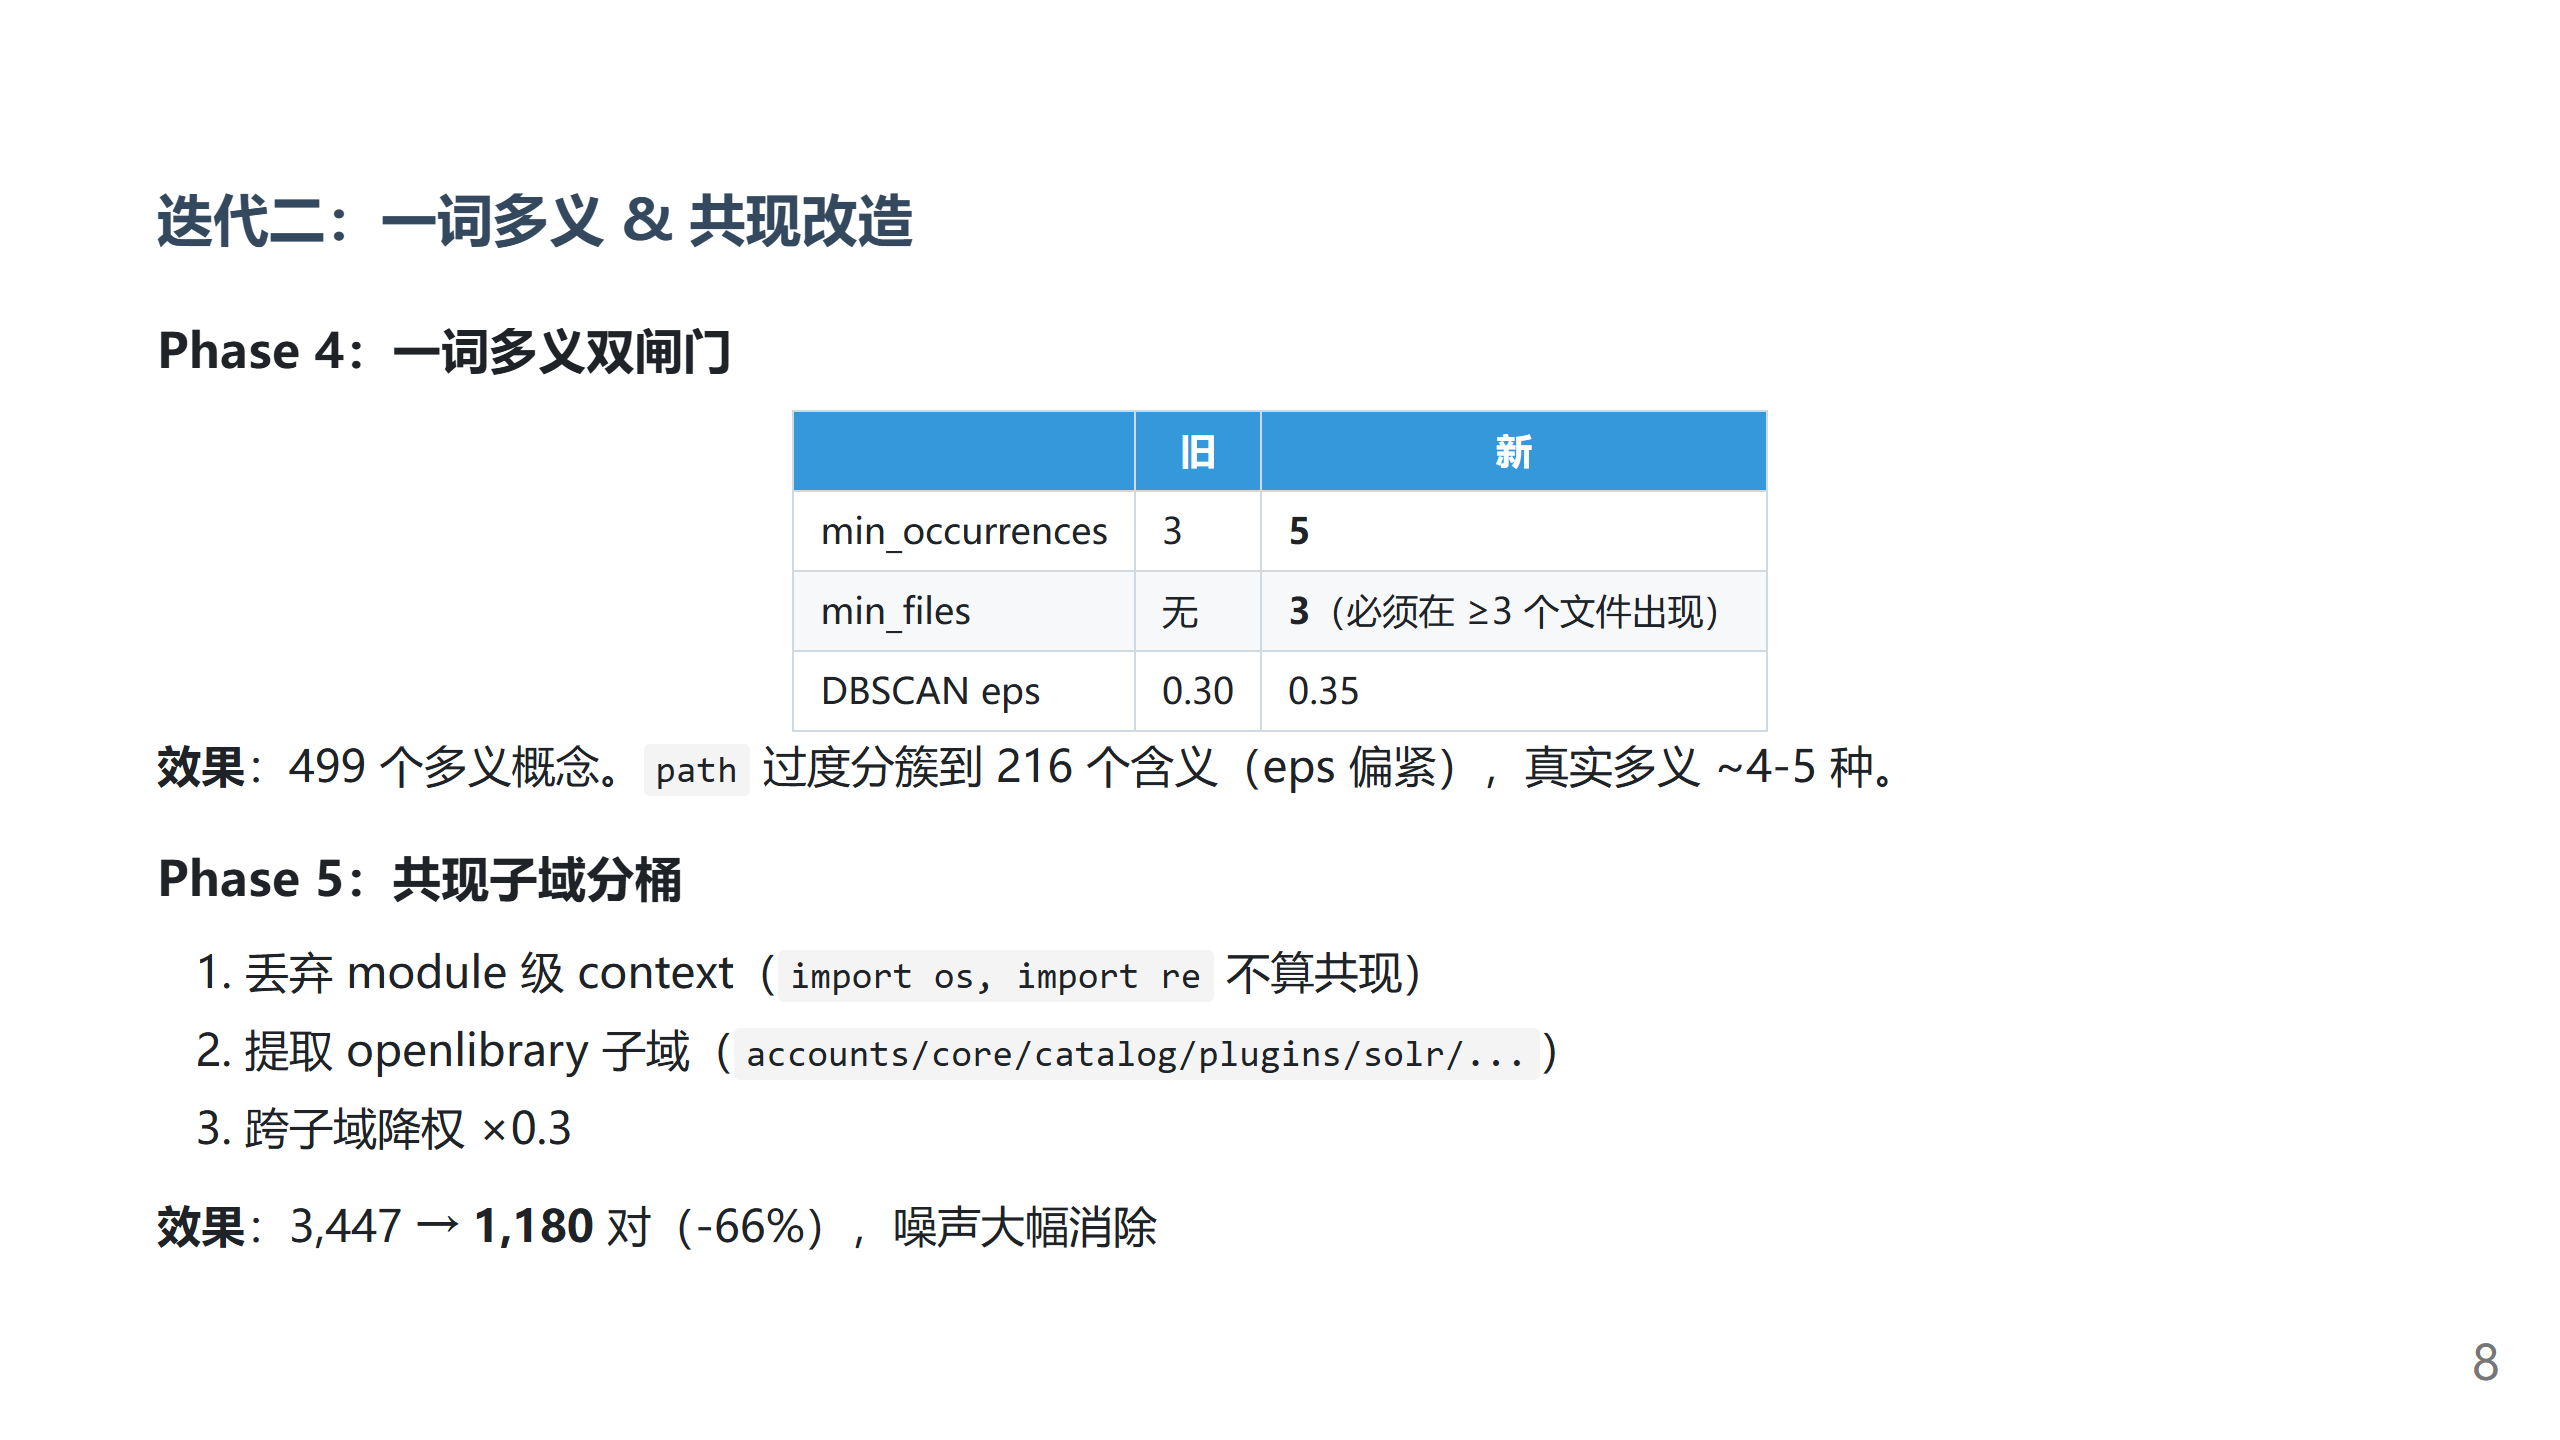 迭代二：一词多义 & 共现改造
Phase 4：一词多义双闸门
旧 新
min_occurrences 3 5
min_files 无 3（必须在 ≥3 个文件出现）
DBSCAN eps 0.30 0.35
效果：499 个多义概念。 path 过度分簇到 216 个含义（eps 偏紧），真实多义 ~4-5 种。
Phase 5：共现子域分桶
1. 丢弃 module 级 context（import os, import re 不算共现）
2. 提取 openlibrary 子域（accounts/core/catalog/plugins/solr/...）
3. 跨子域降权 ×0.3
效果：3,447 → 1,180 对（-66%），噪声大幅消除
8